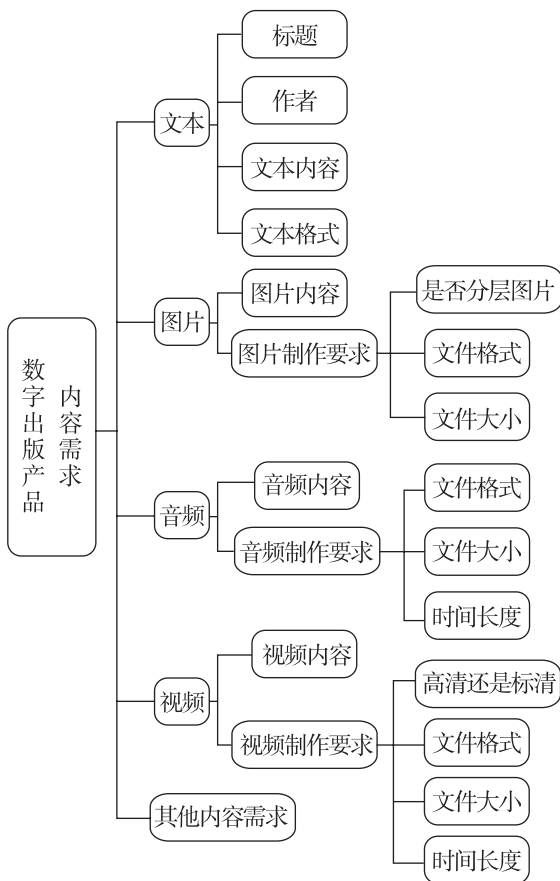 数字出版产品
内容需求
文本
标题
作者
文本内容
文本格式
图片
图片内容
图片制作要求
是否分层图片
文件格式
文件大小
音频
音频内容
音频制作要求
文件格式
文件大小
时间长度
视频
视频内容
视频制作要求
高清还是标清
文件格式
文件大小
时间长度
其他内容需求